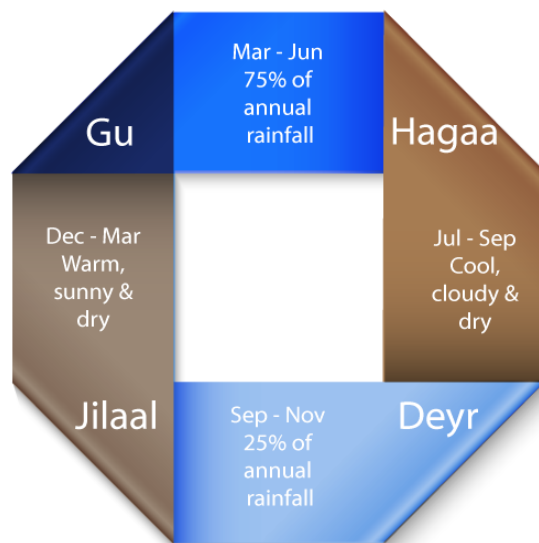 Gu
Mar - Jun
75% of
annual
rainfall
Hagaa
Jul - Sep
Cool,
cloudy &
dry
Deyr
Sep - Nov
25% of
annual
rainfall
Jilaal
Dec - Mar
Warm,
sunny &
dry